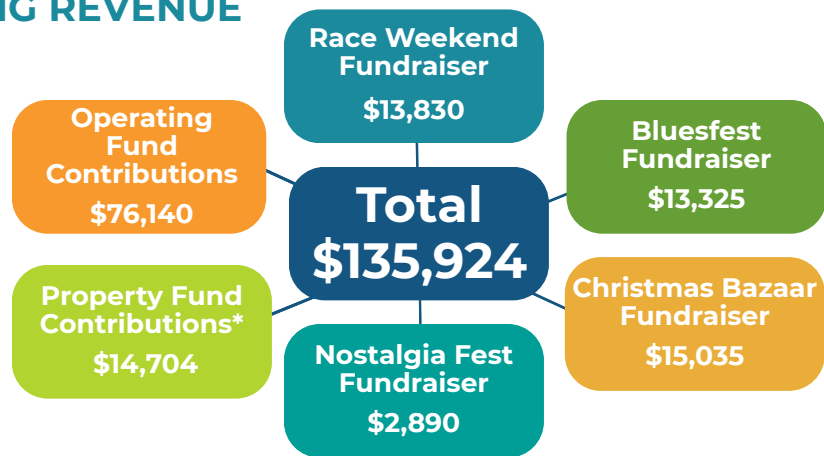 NG REVENUE
Race Weekend
Fundraiser
$13,830
Operating
Fund
Contributions
$76,140
Bluesfest
Fundraiser
$13,325
Total
$135,924
Property Fund
Contributions*
$14,704
Christmas Bazaar
Fundraiser
$15,035
Nostalgia Fest
Fundraiser
$2,890